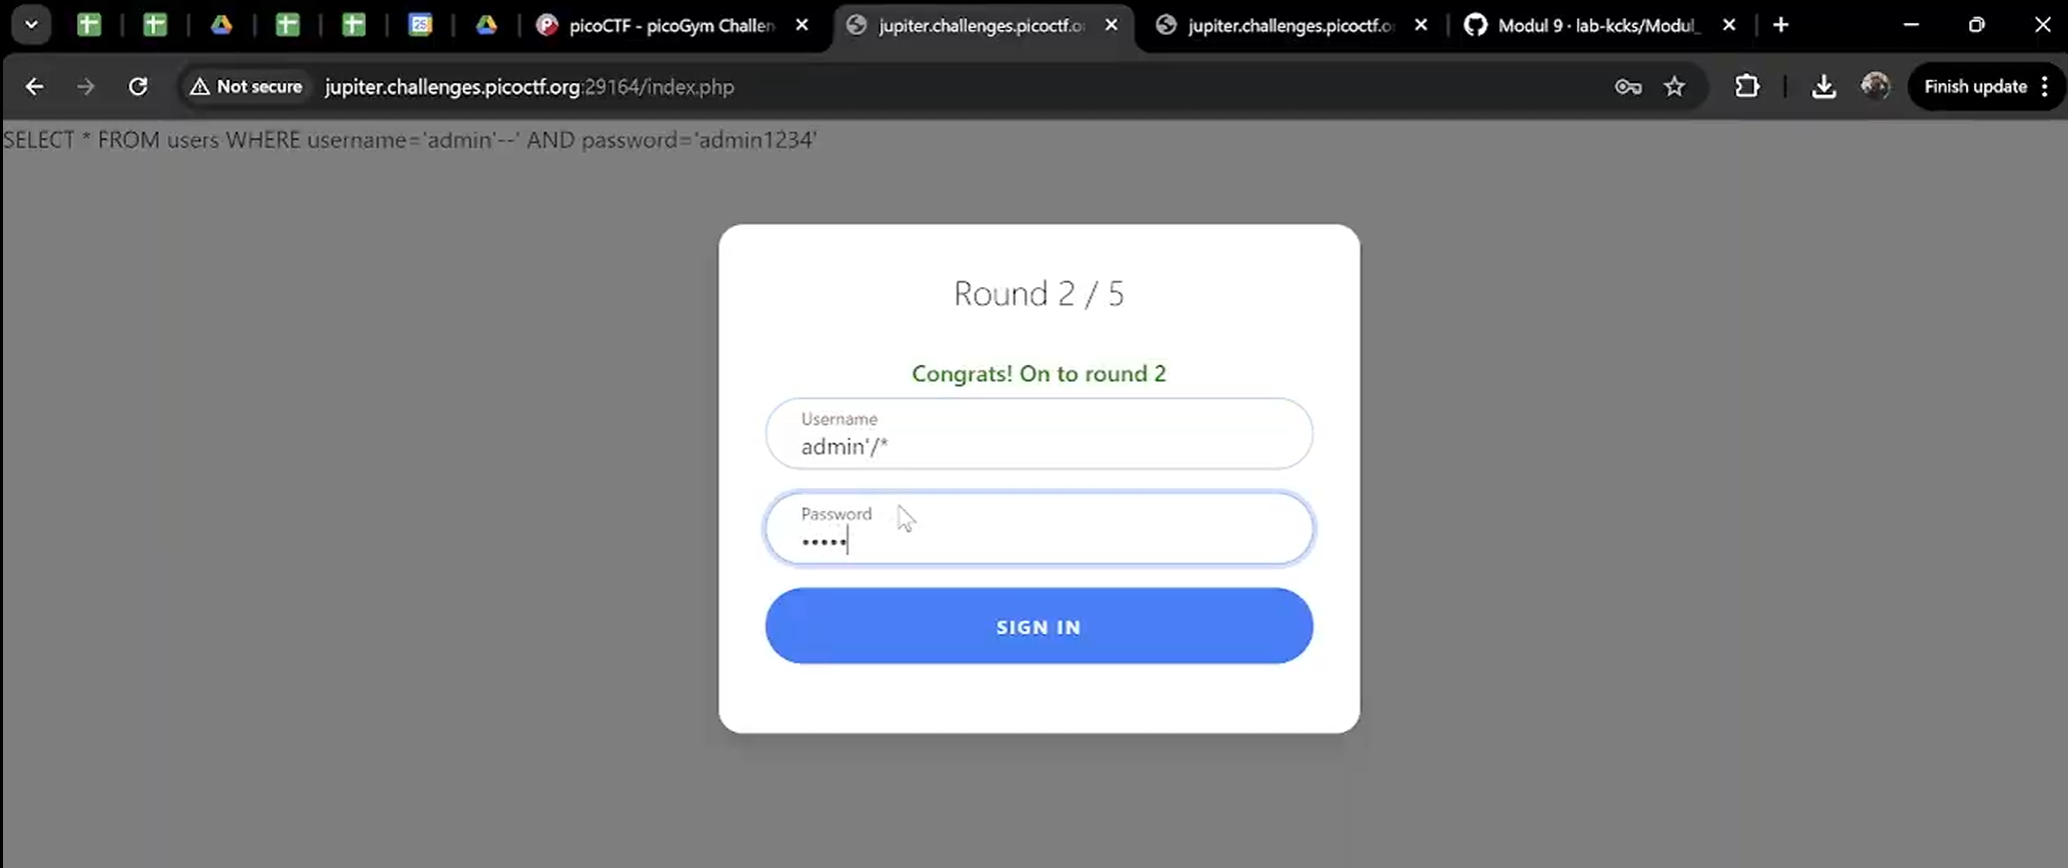 picoCTF - picoGym Challen
jupiter.challenges.picoctf.o
jupiter.challenges.picoctf.o
Modul 9 · lab-kcks/Modul_
Not secure
jupiter.challenges.picoctf.org:29164/index.php
Finish update
SELECT * FROM users WHERE username='admin'--' AND password='admin1234'
Round 2 / 5
Congrats! On to round 2
Username
admin'/*
Password
•••••
SIGN IN